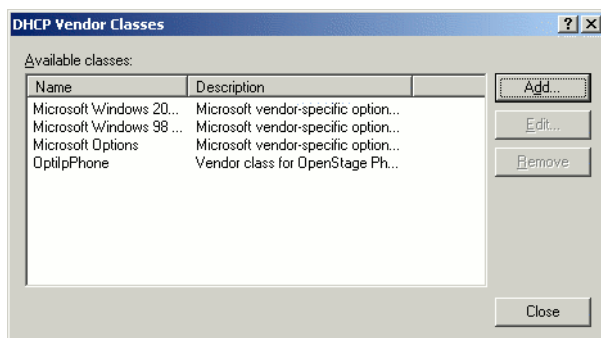 DHCP Vendor Classes
Available classes:
Name Description
Add...
Microsoft Windows 20... Microsoft vendor-specific option...
Microsoft Windows 98 ... Microsoft vendor-specific option...
Edit...
Microsoft Options Microsoft vendor-specific option...
OptiIpPhone Vendor class for OpenStage Ph...
Remove
Close